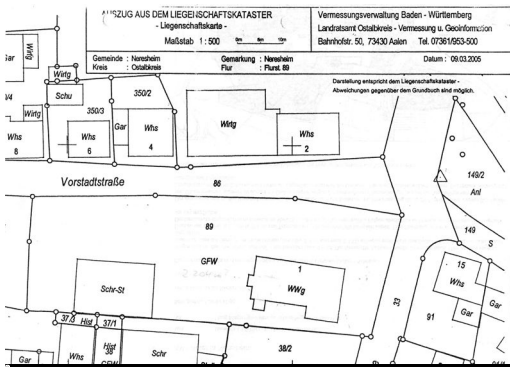 AUSZUG AUS DEM LIEGENSCHAFTSKATASTER
- Liegenschaftskarte -
Maßstab 1 : 500
Vermessungsverwaltung Baden - Württemberg
Landratsamt Ostalbkreis - Vermessung u. Geoinformation
Bahnhofstr. 50, 73430 Aalen Tel. 07361/953-500
Gemeinde : Neresheim
Kreis : Ostalbkreis
Gemarkung : Neresheim
Flur : Flurst. 89
Datum : 09.03.2005
Darstellung entspricht dem Liegenschaftskataster -
Abweichungen gegenüber dem Grundbuch sind möglich.
Gar
Wirtg
Wirtg
Schu
350/2
350/3
Wirtg
Whs
8
Whs
6
Gar
Whs
4
Wirtg
Whs
2
149/2
Anl
Vorstadtstraße
86
89
GFW
149
S
Schr-St
1
WWg
15
Whs
Gar
Gar
33
91
37/3
Hist
37/1
Whs
Hist
38
GFW
Schr
38/2
Gar